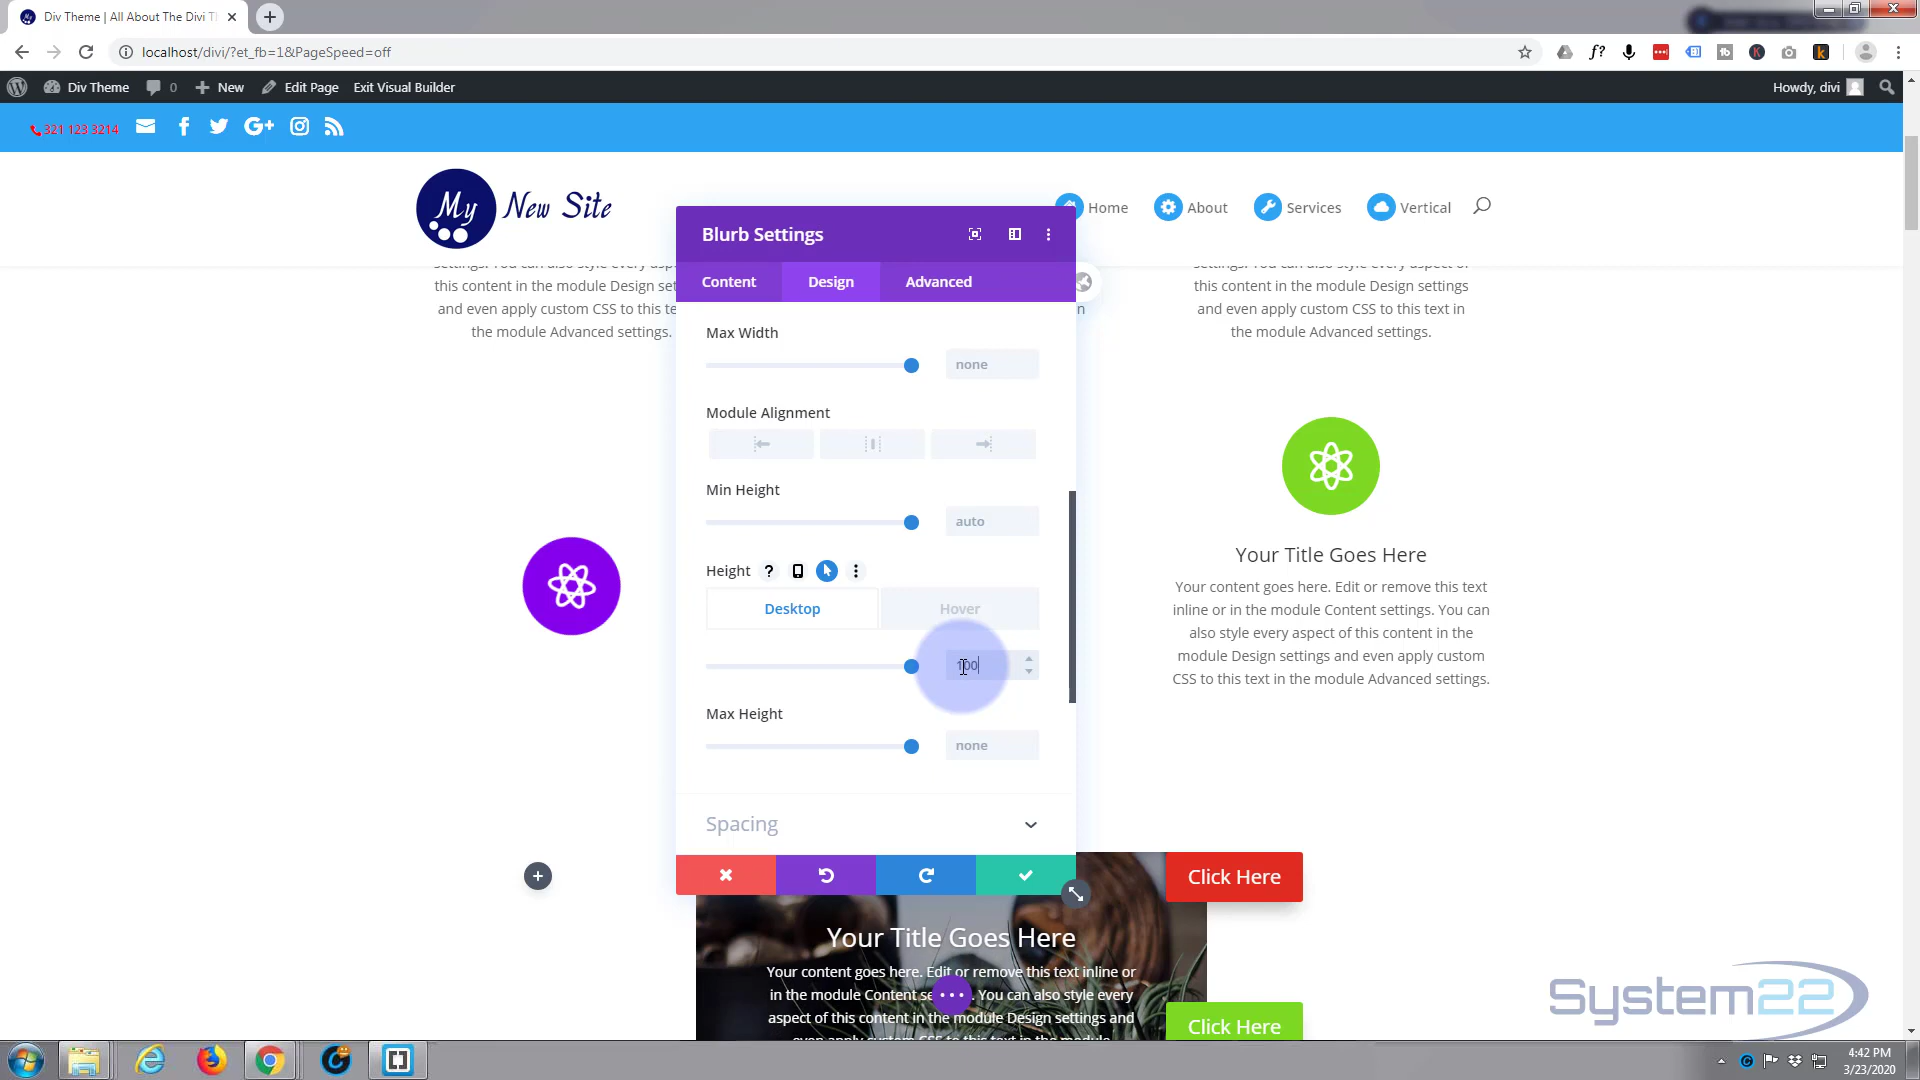 Div Theme | All About The Divi T
localhost/divi/?et_fb=1&PageSpeed=off
Div Theme
0
New
Edit Page
Exit Visual Builder
Howdy, divi
321 123 3214
My New Site
Home
About
Services
Vertical
this content in the module Design se
and even apply custom CSS to this te
the module Advanced settings.
n
settings. You can also style every aspect of
this content in the module Design settings
and even apply custom CSS to this text in
the module Advanced settings.
Blurb Settings
Content
Design
Advanced
Max Width
none
Module Alignment
Min Height
auto
Height
?
Desktop
Hover
100
Max Height
none
Spacing
Your Title Goes Here
Your content goes here. Edit or remove this text
inline or in the module Content settings. You can
also style every aspect of this content in the
module Design settings and even apply custom
CSS to this text in the module Advanced settings.
Click Here
Your Title Goes Here
Your content goes here. Edit or remove this text inline or
in the module Content se
. You can also style every
aspect of this content in the module Design settings and
Click Here
System22
4:42 PM
3/23/2020